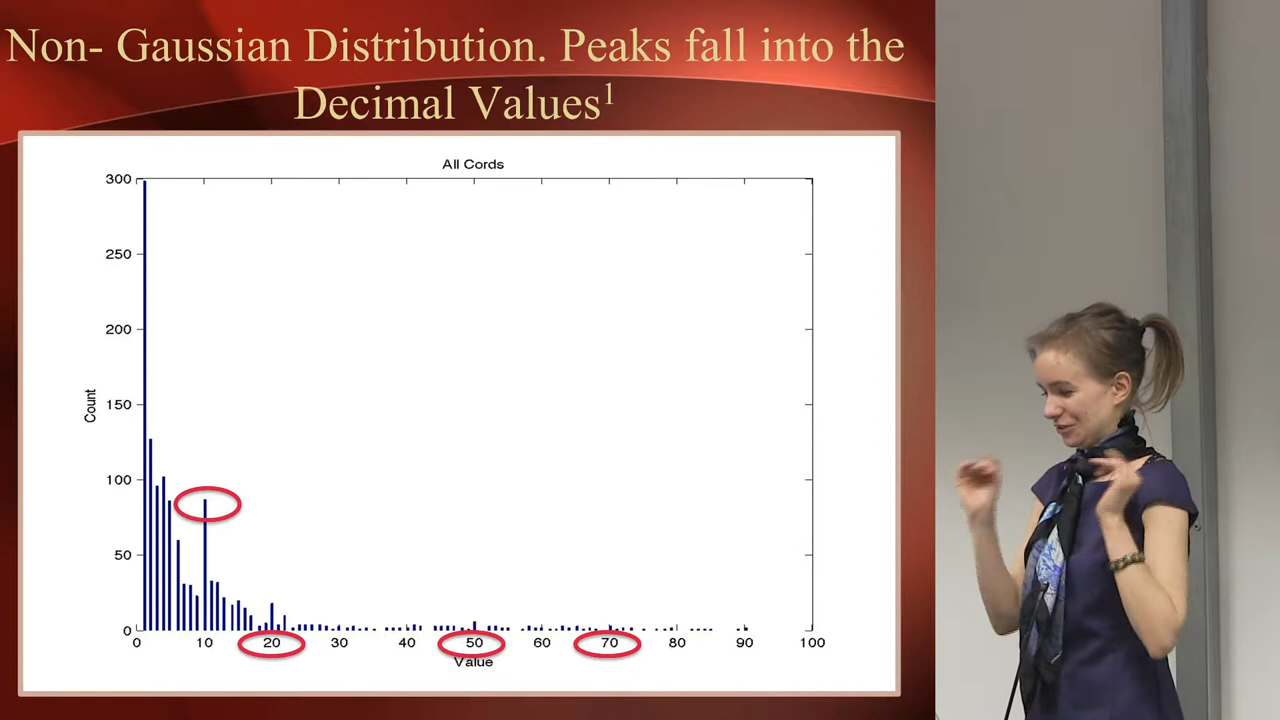 Non- Gaussian Distribution. Peaks fall into the
Decimal Values¹
All Cords
300
250
200
150
100
50
0
Count
0 10 20 30 40 50 60 70 80 90 100
Value